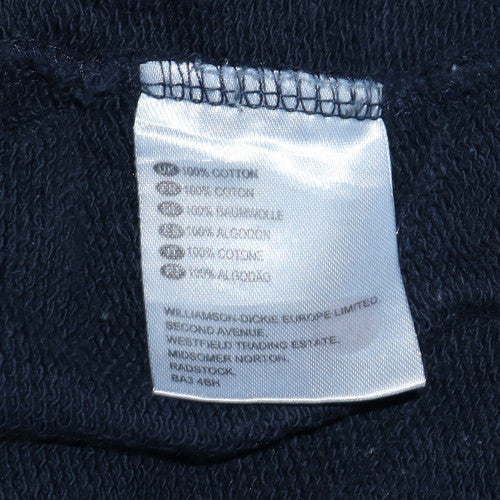 UK 100% COTTON
FR 100% COTON
DE 100% BAUMWOLLE
ES 100% ALGODÓN
IT 100% COTONE
PT 100% ALGODÃO
WILLIAMSON-DICKIE EUROPE LIMITED.
SECOND AVENUE.
WESTFIELD TRADING ESTATE.
MIDSOMER NORTON.
RADSTOCK.
BA3 4BH